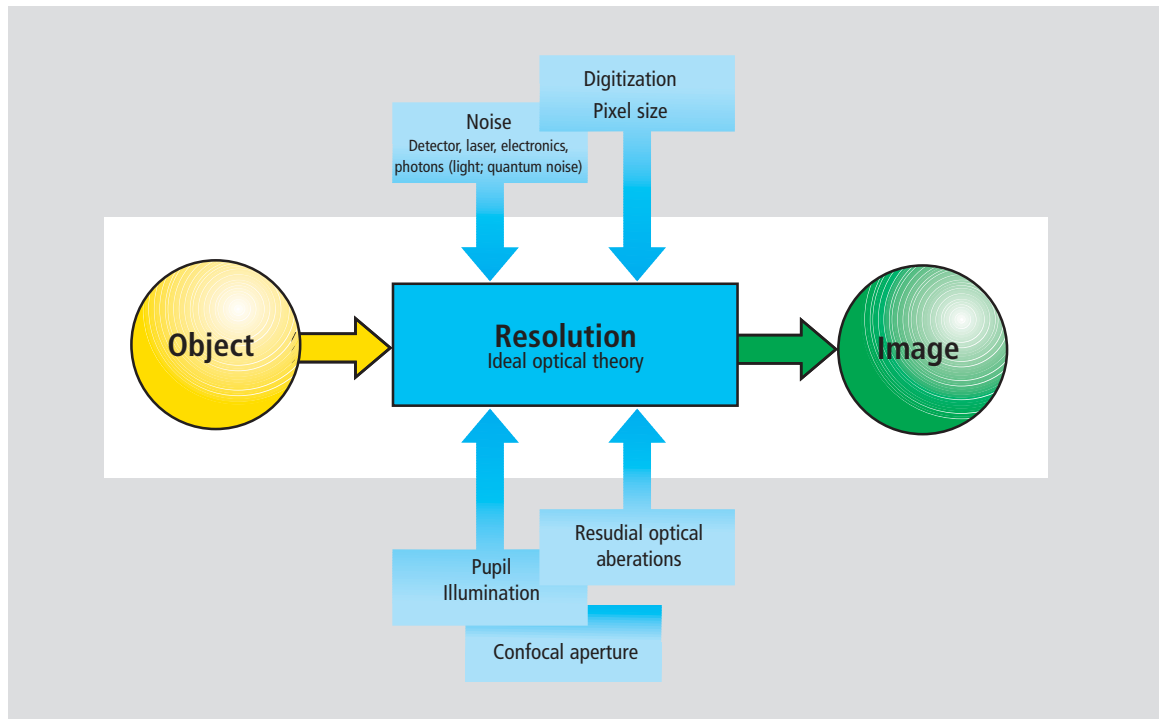 Digitization
Pixel size
Noise
Detector, laser, electronics,
photons (light; quantum noise)
Object
Resolution
Ideal optical theory
Image
Resudial optical
aberations
Pupil
Illumination
Confocal aperture